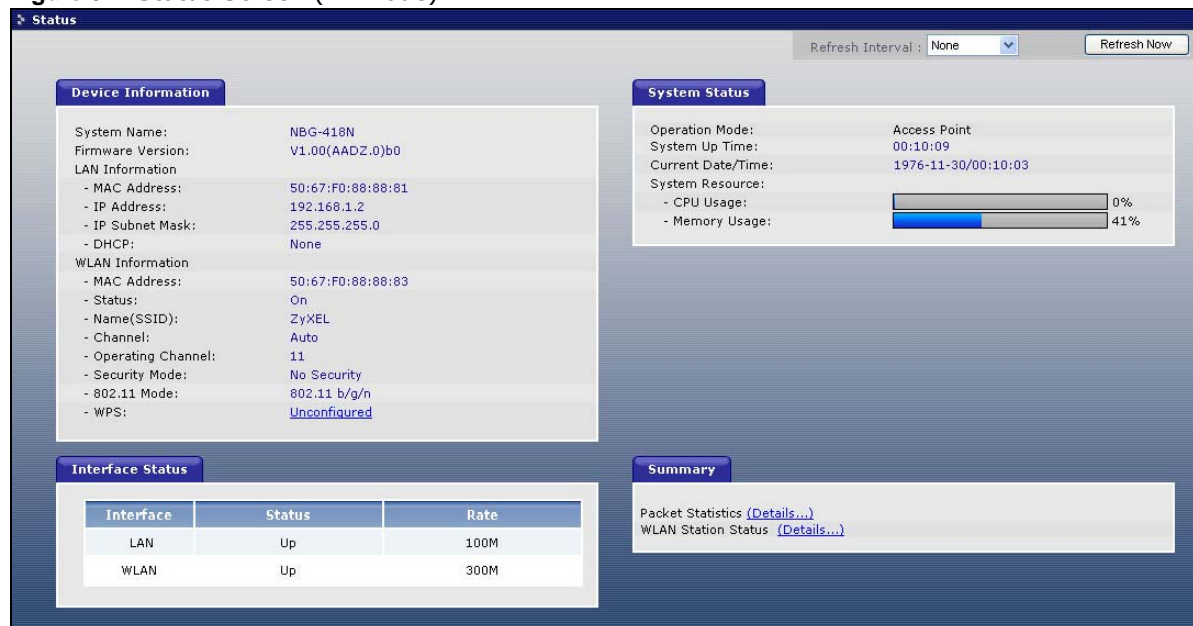 Status
Refresh Interval : None Refresh Now
Device Information
System Name: NBG-418N
Firmware Version: V1.00(AADZ.0)b0
LAN Information
- MAC Address: 50:67:F0:88:88:81
- IP Address: 192.168.1.2
- IP Subnet Mask: 255.255.255.0
- DHCP: None
WLAN Information
- MAC Address: 50:67:F0:88:88:83
- Status: On
- Name(SSID): ZyXEL
- Channel: Auto
- Operating Channel: 11
- Security Mode: No Security
- 802.11 Mode: 802.11 b/g/n
- WPS: Unconfigured
System Status
Operation Mode: Access Point
System Up Time: 00:10:09
Current Date/Time: 1976-11-30/00:10:03
System Resource:
- CPU Usage: 0%
- Memory Usage: 41%
Interface Status
Interface Status Rate
LAN Up 100M
WLAN Up 300M
Summary
Packet Statistics (Details...)
WLAN Station Status (Details...)